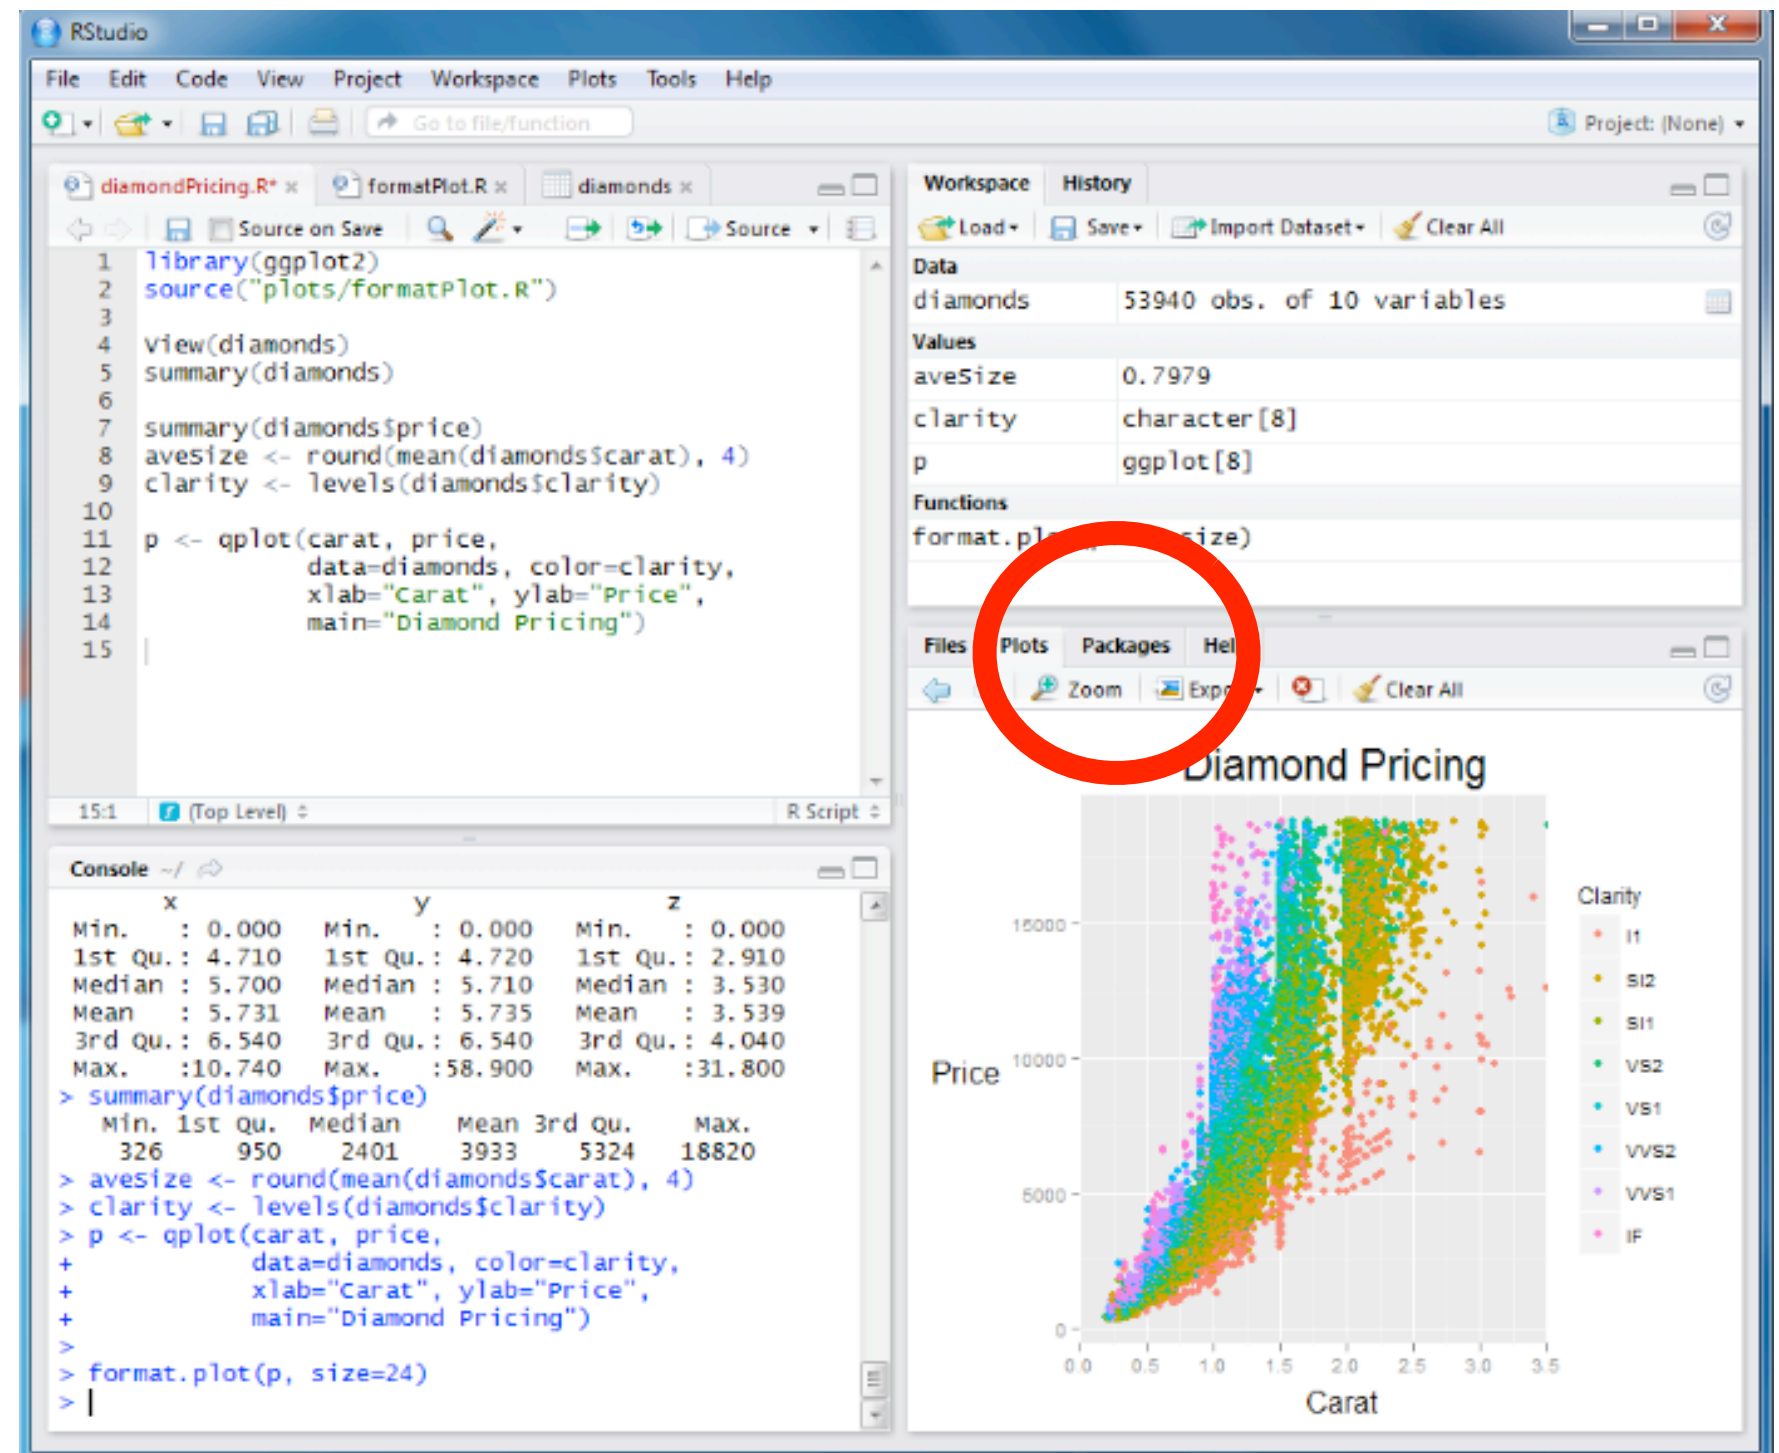 RStudio
File Edit Code View Project Workspace Plots Tools Help
Go to file/function
Project: (None)
diamondPricing.R* formatPlot.R diamonds
Source on Save Source
1 library(ggplot2)
2 source("plots/formatPlot.R")
3
4 View(diamonds)
5 summary(diamonds)
6
7 summary(diamonds$price)
8 aveSize <- round(mean(diamonds$carat), 4)
9 clarity <- levels(diamonds$clarity)
10
11 p <- qplot(carat, price,
12 data=diamonds, color=clarity,
13 xlab="Carat", ylab="Price",
14 main="Diamond Pricing")
15
15:1 (Top Level) R Script
Console ~/
x y z
Min. : 0.000 Min. : 0.000 Min. : 0.000
1st Qu.: 4.710 1st Qu.: 4.720 1st Qu.: 2.910
Median : 5.700 Median : 5.710 Median : 3.530
Mean : 5.731 Mean : 5.735 Mean : 3.539
3rd Qu.: 6.540 3rd Qu.: 6.540 3rd Qu.: 4.040
Max. :10.740 Max. :58.900 Max. :31.800
> summary(diamonds$price)
Min. 1st Qu. Median Mean 3rd Qu. Max.
326 950 2401 3933 5324 18820
> aveSize <- round(mean(diamonds$carat), 4)
> clarity <- levels(diamonds$clarity)
> p <- qplot(carat, price,
+ data=diamonds, color=clarity,
+ xlab="Carat", ylab="Price",
+ main="Diamond Pricing")
>
> format.plot(p, size=24)
>
Workspace History
Load Save Import Dataset Clear All
Data
diamonds 53940 obs. of 10 variables
Values
aveSize 0.7979
clarity character[8]
p ggplot[8]
Functions
size)
Files Plots Packages
Zoom Clear All
Diamond Pricing
15000
10000
5000
0
Price
0.0 0.5 1.0 1.5 2.0 2.5 3.0 3.5
Carat
Clarity
I1
SI2
SI1
VS2
VS1
VVS2
VVS1
IF